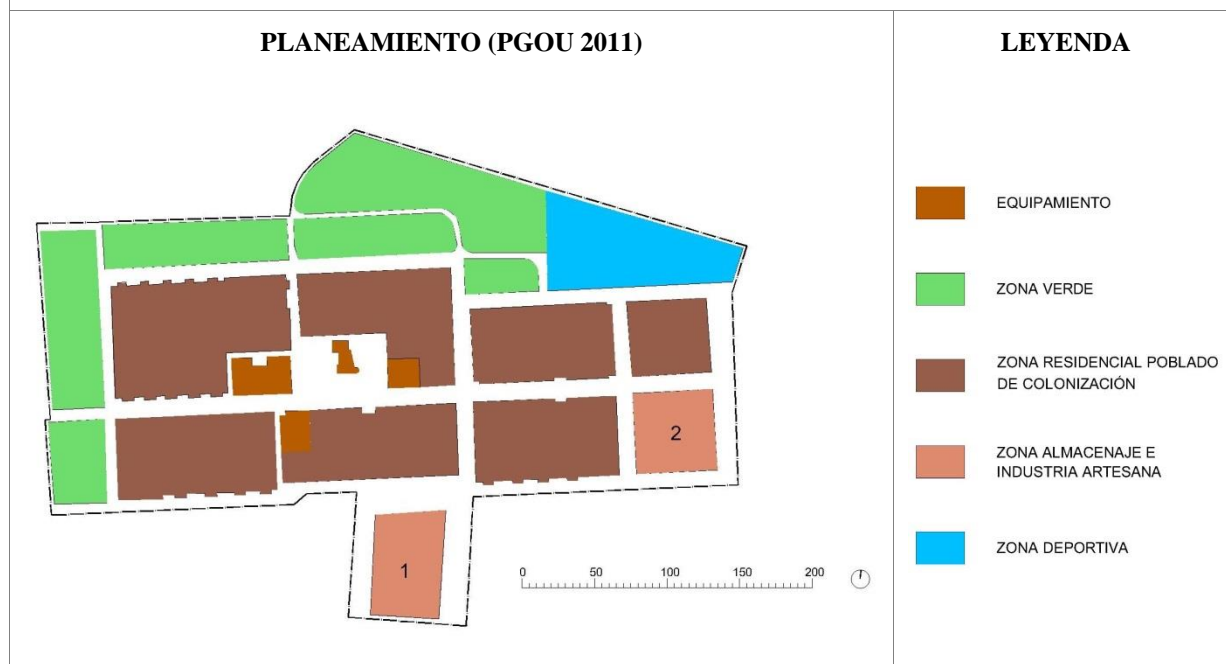 PLANEAMIENTO (PGOU 2011)
LEYENDA
EQUIPAMIENTO
ZONA VERDE
ZONA RESIDENCIAL POBLADO
DE COLONIZACIÓN
ZONA ALMACENAJE E
INDUSTRIA ARTESANA
ZONA DEPORTIVA
2
1
0 50 100 150 200